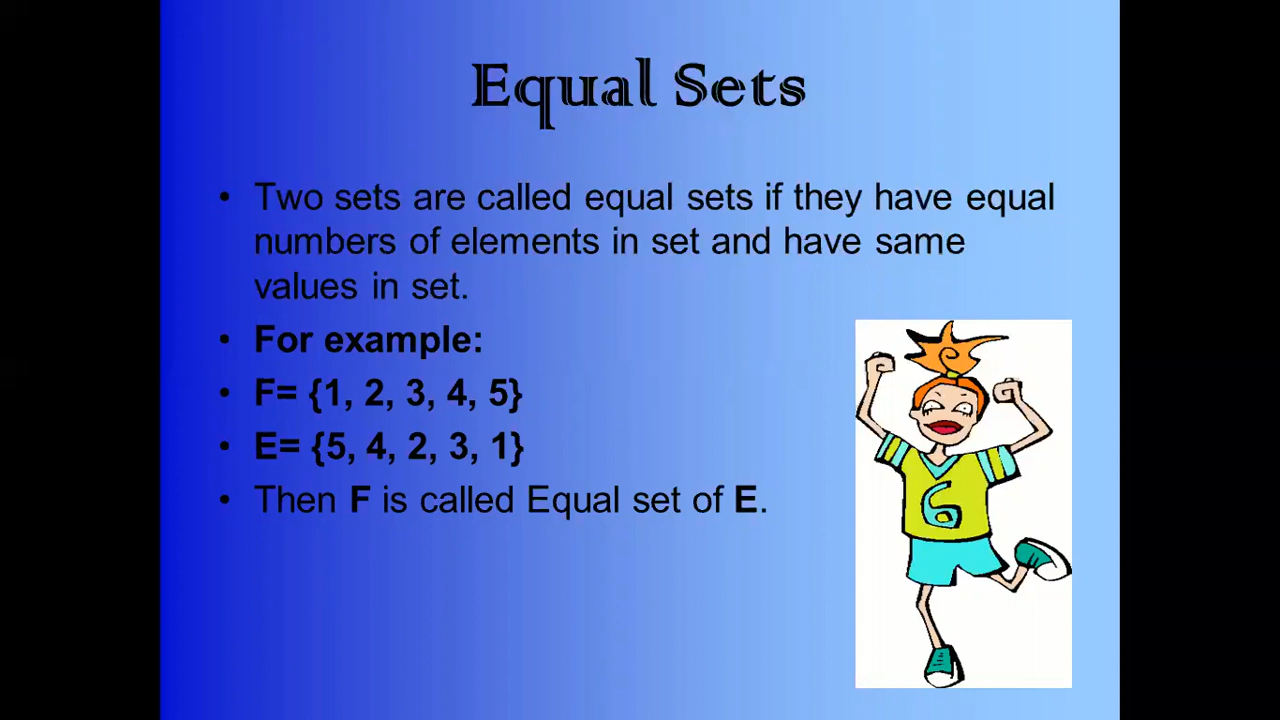 Equal Sets
• Two sets are called equal sets if they have equal
numbers of elements in set and have same
values in set.
• For example:
• F= {1, 2, 3, 4, 5}
• E= {5, 4, 2, 3, 1}
• Then F is called Equal set of E.
6